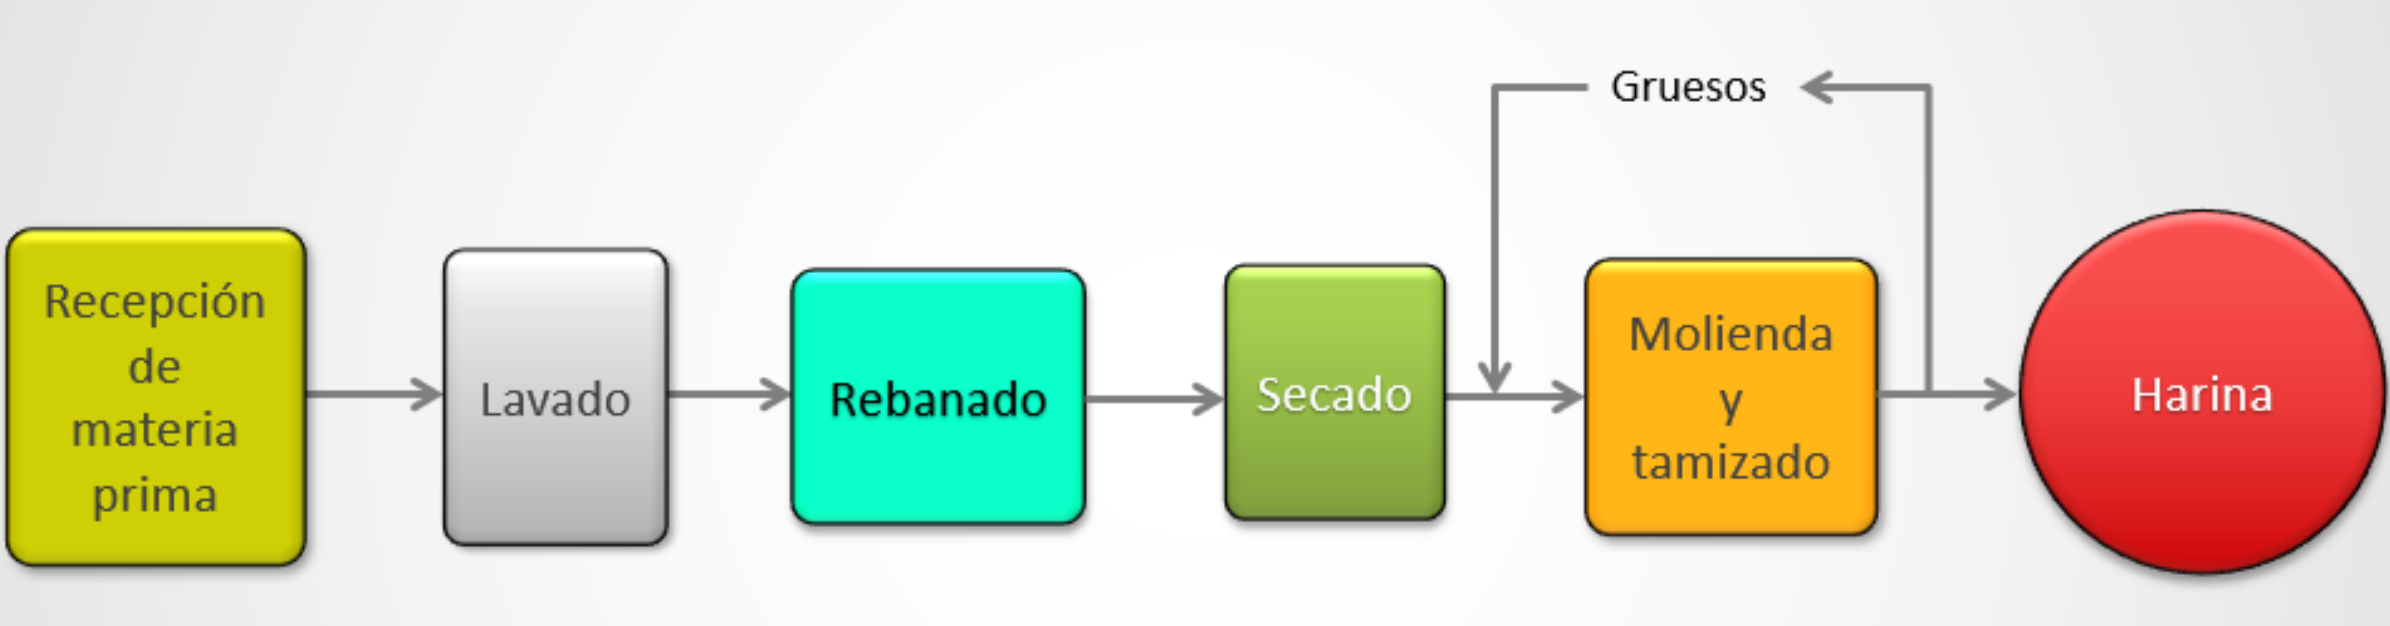 Gruesos
Recepción
de
materia
prima
Lavado
Rebanado
Secado
Molienda
y
tamizado
Harina